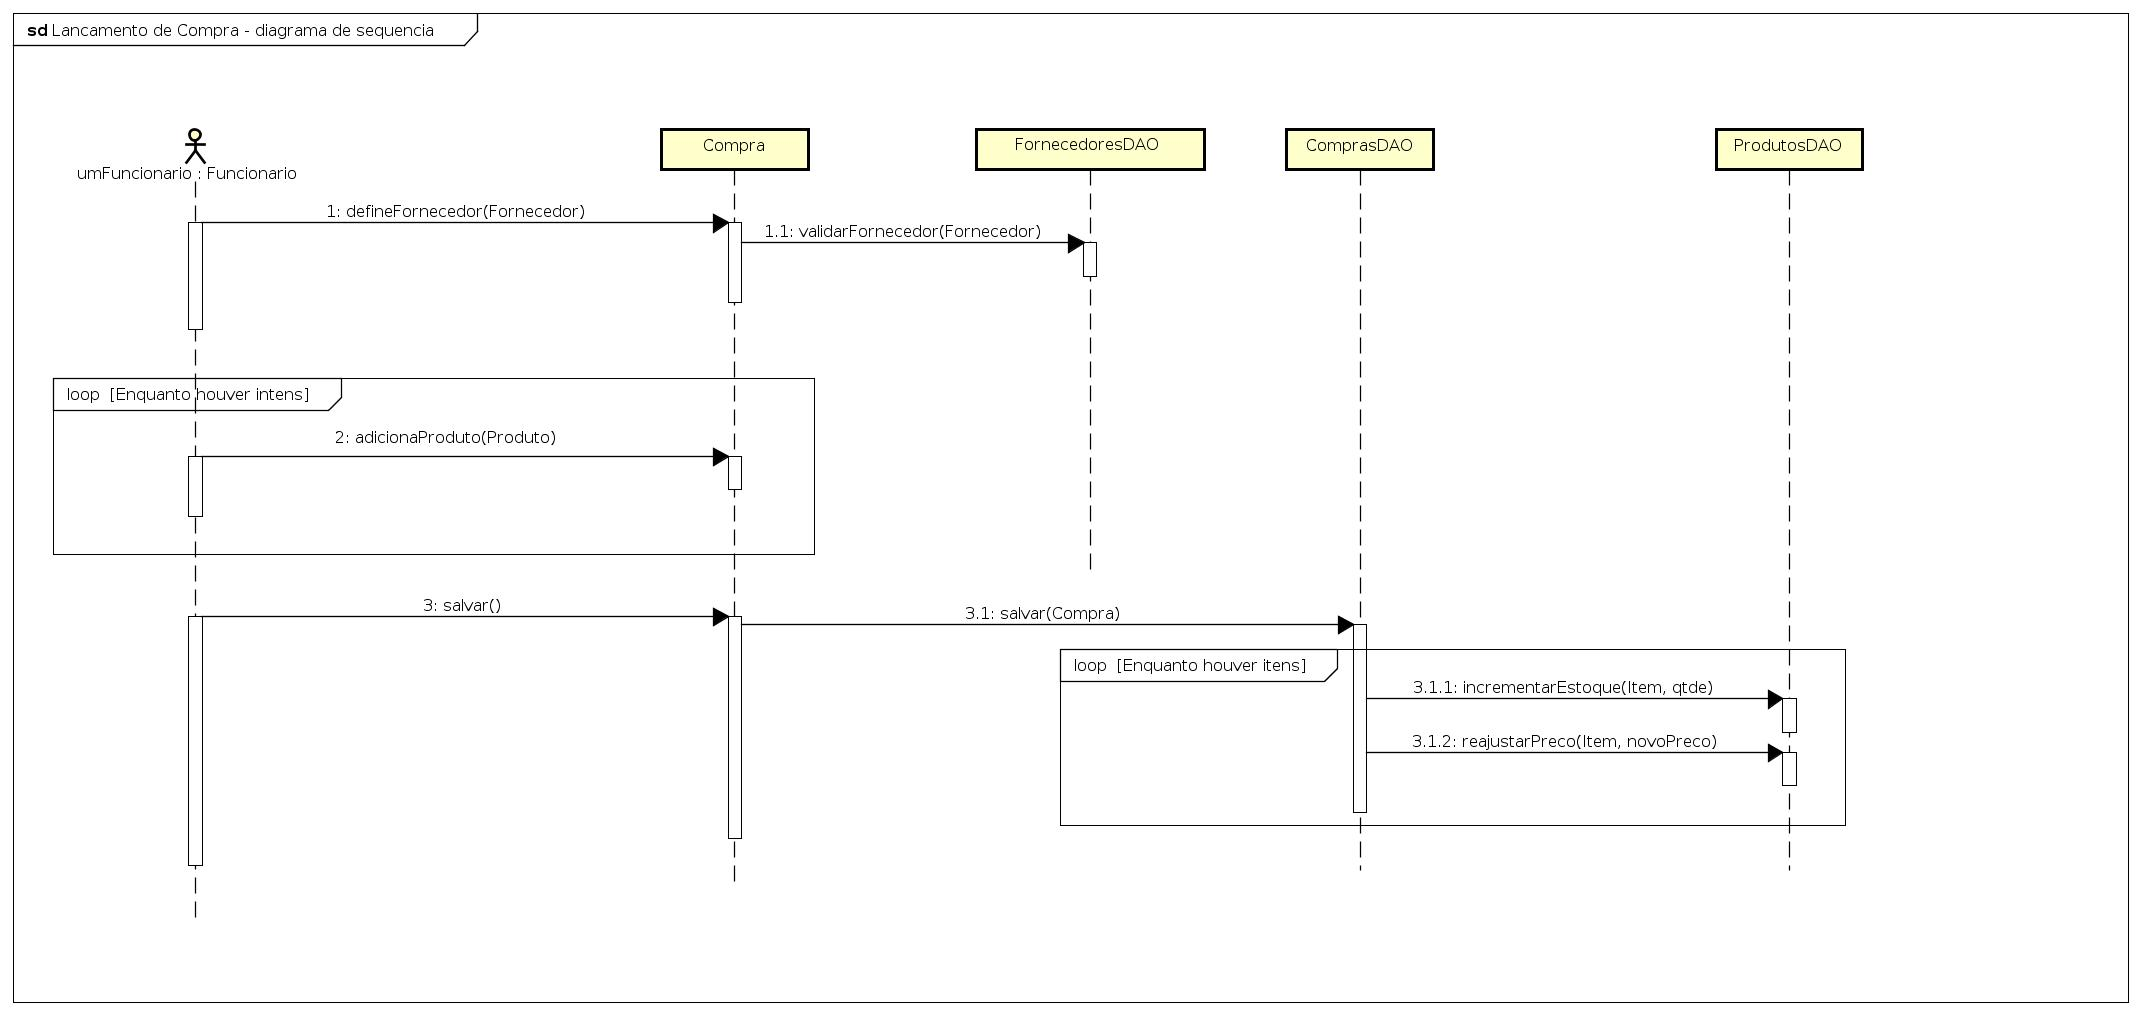 sd Lancamento de Compra - diagrama de sequencia
umFuncionario : Funcionario
Compra
FornecedoresDAO
ComprasDAO
ProdutosDAO
1: defineFornecedor(Fornecedor)
1.1: validarFornecedor(Fornecedor)
loop [Enquanto houver intens]
2: adicionaProduto(Produto)
3: salvar()
3.1: salvar(Compra)
loop [Enquanto houver itens]
3.1.1: incrementarEstoque(Item, qtde)
3.1.2: reajustarPreco(Item, novoPreco)